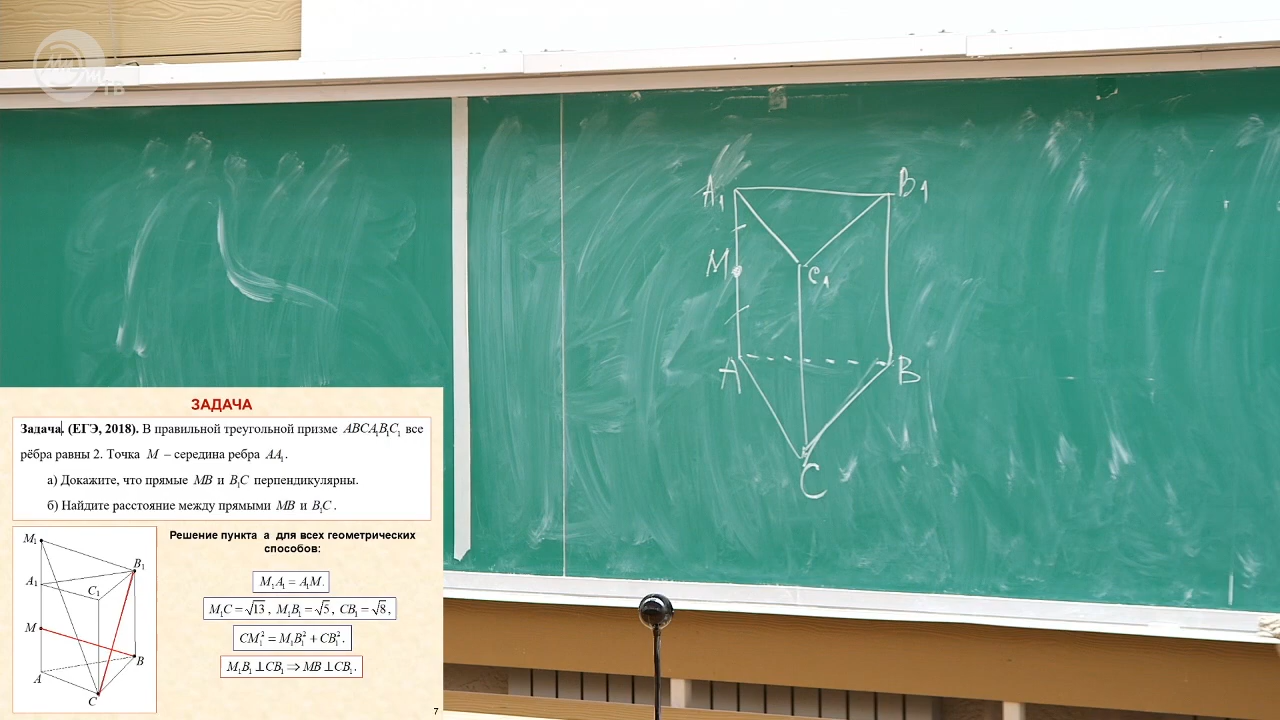 МИ
ТВ
A₁
B₁
M
C₁
A
B
C
ЗАДАЧА
Задача. (ЕГЭ, 2018). В правильной треугольной призме ABCA₁B₁C₁ все
рёбра равны 2. Точка M – середина ребра AA₁.
а) Докажите, что прямые MB и B₁C перпендикулярны.
б) Найдите расстояние между прямыми MB и B₁C.
M₁
B₁
A₁
C₁
M
B
A
C
Решение пункта а для всех геометрических
способов:
M₁A₁ = A₁M.
M₁C = √13, M₁B₁ = √5, CB₁ = √8,
CM₁² = M₁B₁² + CB₁².
M₁B₁ ⊥ CB₁ ⇒ MB ⊥ CB₁.
7